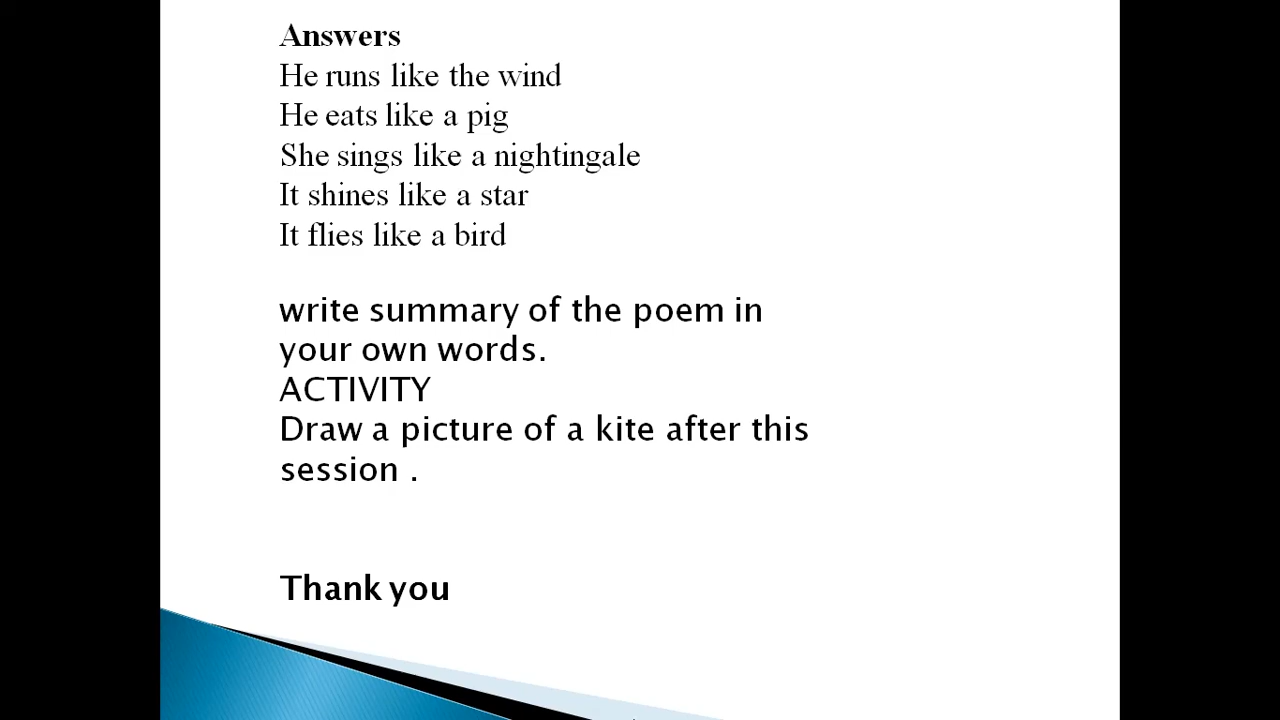 Answers
He runs like the wind
He eats like a pig
She sings like a nightingale
It shines like a star
It flies like a bird
write summary of the poem in
your own words.
ACTIVITY
Draw a picture of a kite after this
session .
Thank you